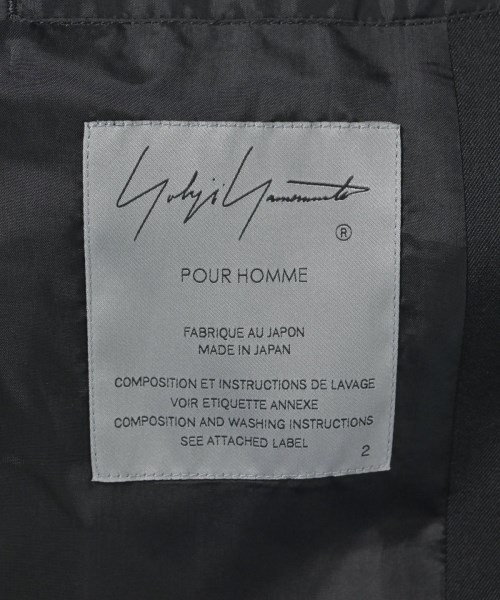 Yohji Yamamoto
®
POUR HOMME
FABRIQUE AU JAPON
MADE IN JAPAN
COMPOSITION ET INSTRUCTIONS DE LAVAGE
VOIR ETIQUETTE ANNEXE
COMPOSITION AND WASHING INSTRUCTIONS
SEE ATTACHED LABEL
2